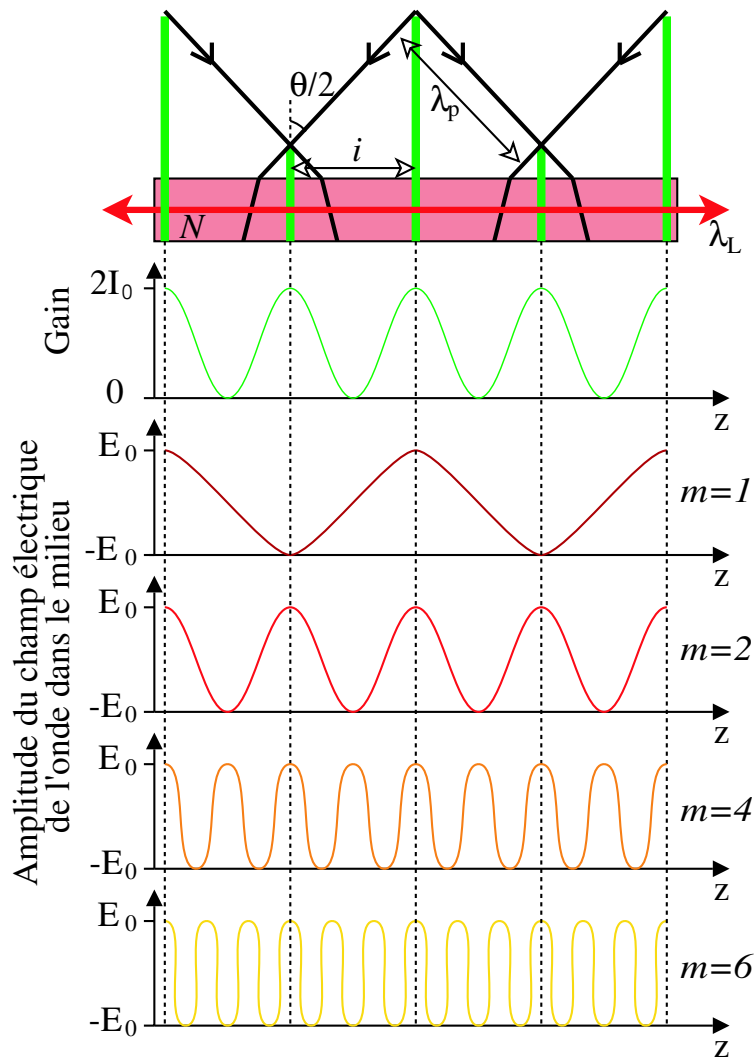 θ/2
λp
i
N
λL
Gain
2I0
0
z
Amplitude du champ électrique
de l'onde dans le milieu
E0
-E0
m=1
z
E0
-E0
m=2
z
E0
-E0
m=4
z
E0
-E0
m=6
z